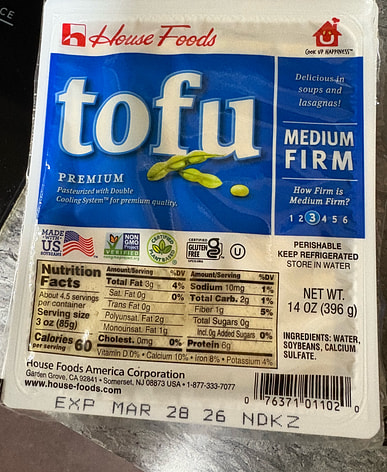 House Foods
COOK UP HAPPINESS™
tofu
Delicious in
soups and
lasagnas!
PREMIUM
Pasteurized with Double
Cooling System™ for premium quality.
MEDIUM
FIRM
How Firm is
Medium Firm?
1 2 3 4 5 6
MADE WITH
US
SOYBEANS
NON
GMO
Project
VERIFIED
CERTIFIED
PLANT BASED
CERTIFIED
GLUTEN
FREE
g
U
PERISHABLE
KEEP REFRIGERATED
STORE IN WATER
Nutrition
Facts
About 4.5 servings
per container
Serving size
3 oz (85g)
Calories 60
per serving
Amount/Serving %DV
Total Fat 3g 4%
Sat. Fat 0g 0%
Trans Fat 0g
Polyunsat. Fat 2g
Monounsat. Fat 1g
Cholest. 0mg 0%
Amount/Serving %DV
Sodium 10mg 1%
Total Carb. 2g 1%
Fiber 1g 5%
Total Sugars 0g
Incl. 0g Added Sugars 0%
Protein 6g
Vitamin D 0% • Calcium 10% • Iron 8% • Potassium 4%
NET WT.
14 OZ (396 g)
INGREDIENTS: WATER,
SOYBEANS, CALCIUM
SULFATE.
House Foods America Corporation
Garden Grove, CA 92841 • Somerset, NJ 08873 USA • 1-877-333-7077
www.house-foods.com
0 76371 01102 0
EXP MAR 28 26 NDKZ